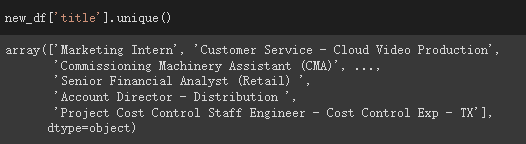 new_df['title'].unique()
array(['Marketing Intern', 'Customer Service - Cloud Video Production',
'Commissioning Machinery Assistant (CMA)', ...,
'Senior Financial Analyst (Retail) ',
'Account Director - Distribution ',
'Project Cost Control Staff Engineer - Cost Control Exp - TX'],
dtype=object)